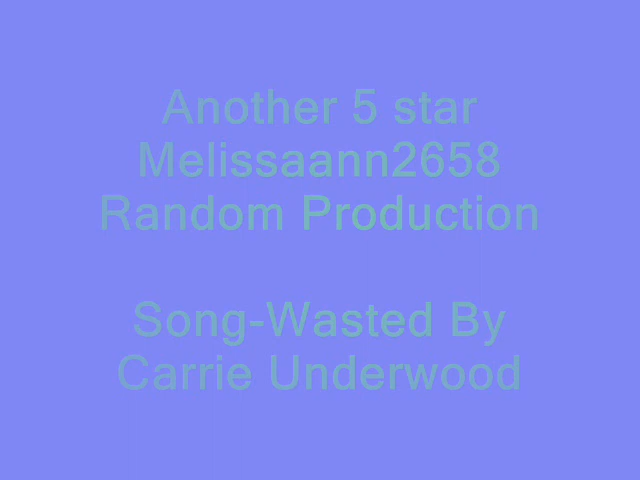 Another 5 star
Melissaann2658
Random Production
Song-Wasted By
Carrie Underwood